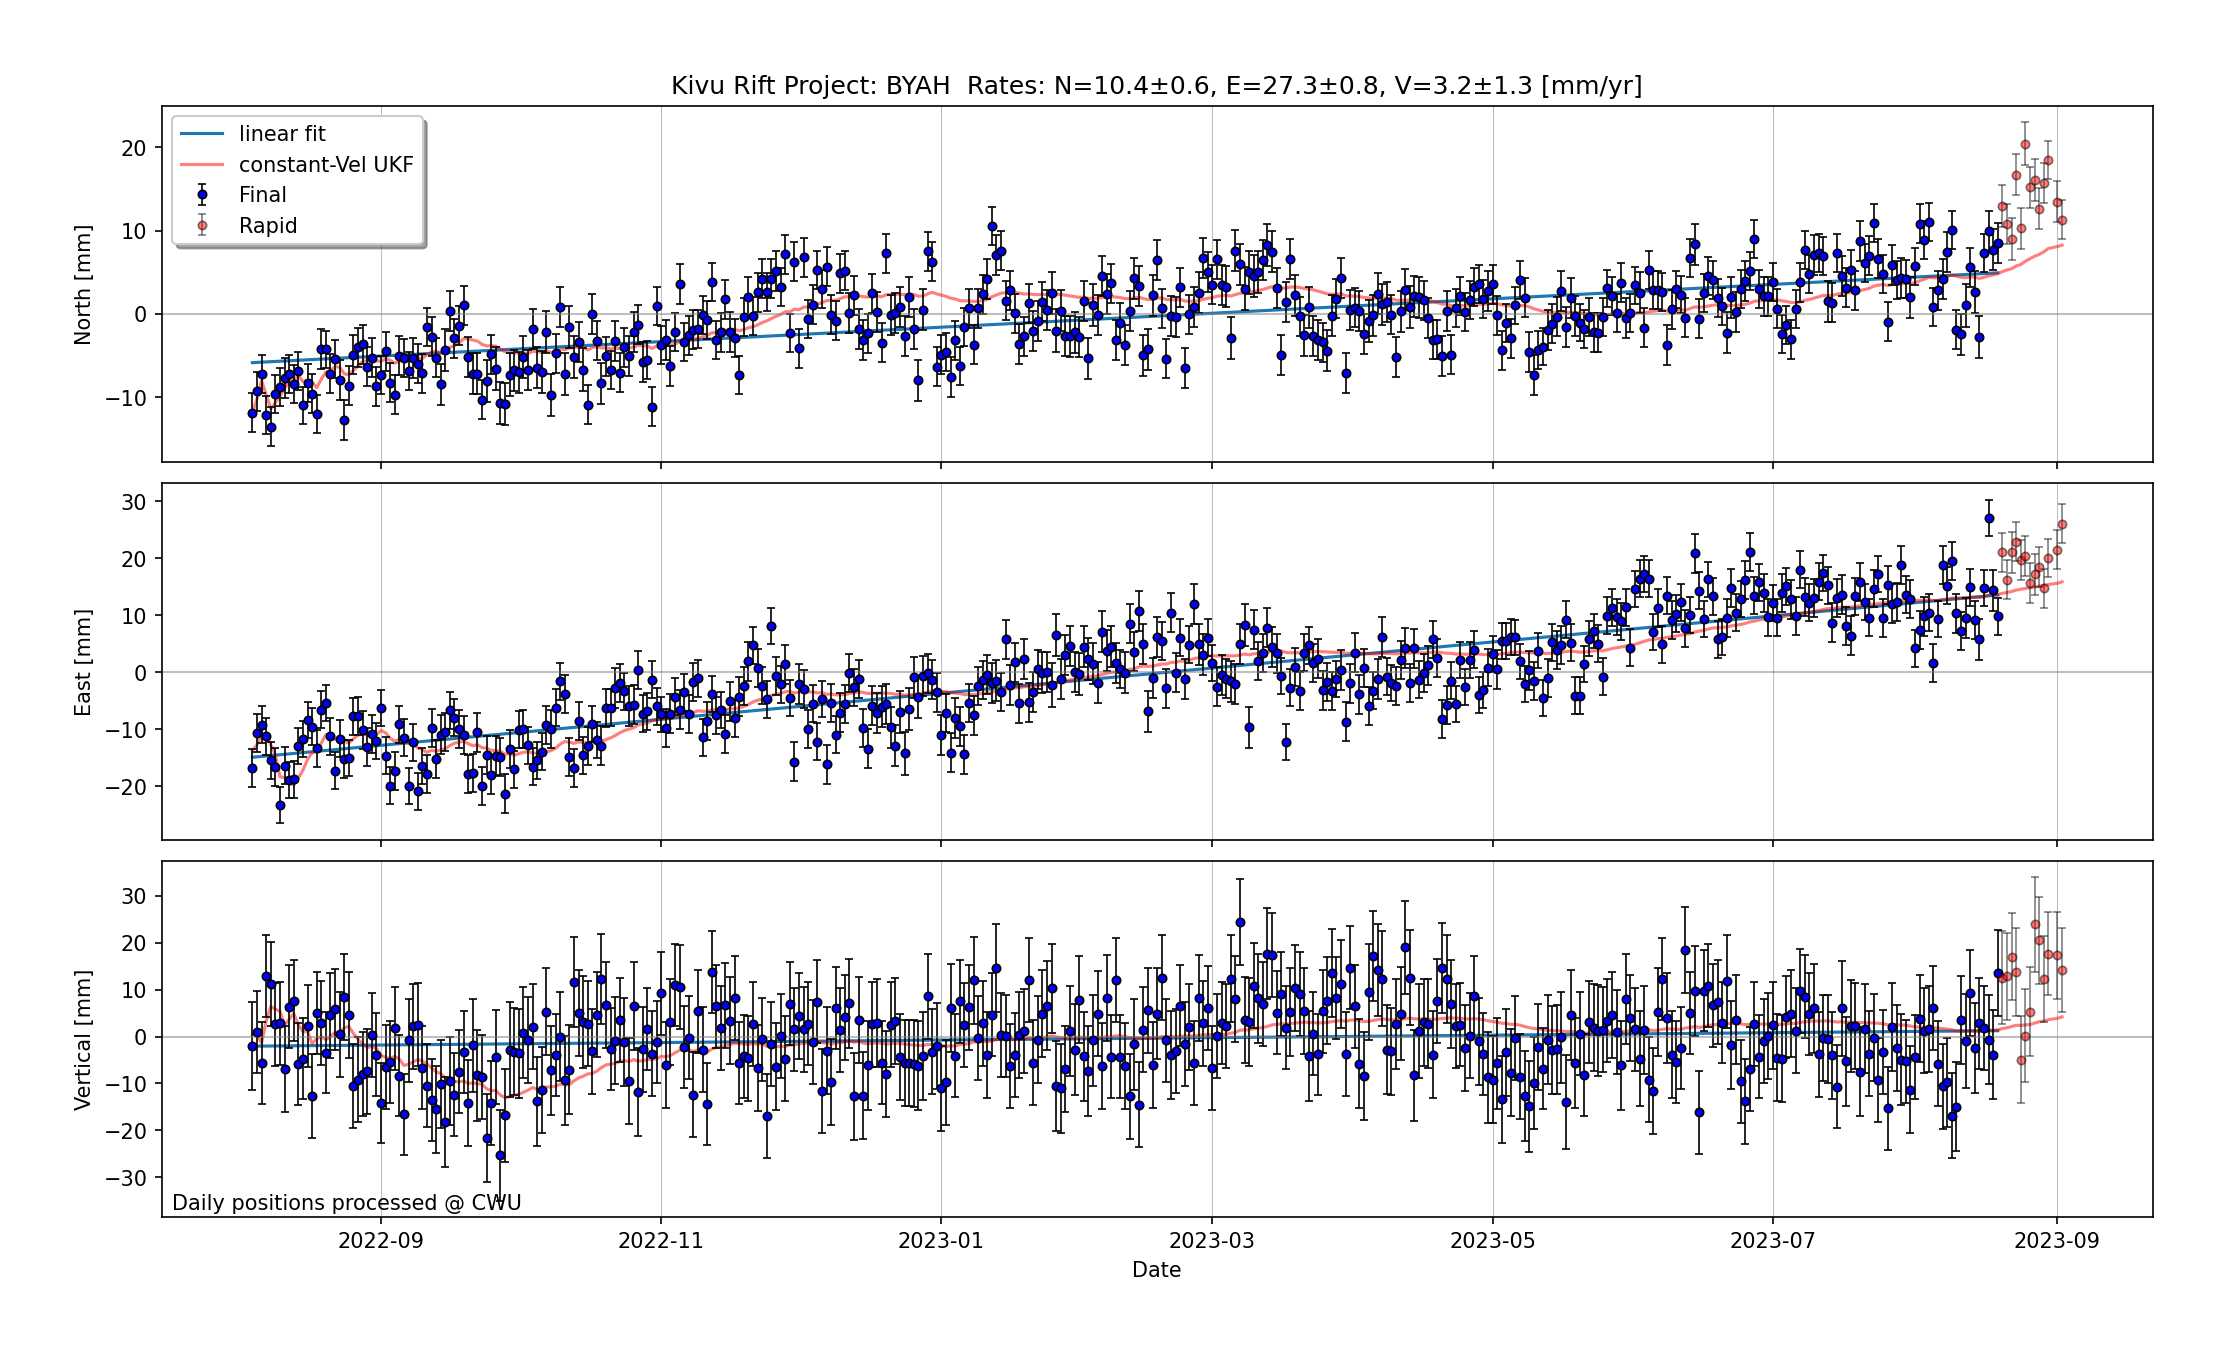 Kivu Rift Project: BYAH  Rates: N=10.4±0.6, E=27.3±0.8, V=3.2±1.3 [mm/yr]
linear fit
constant-Vel UKF
Final
Rapid
North [mm]
20
10
0
−10
East [mm]
30
20
10
0
−10
−20
Vertical [mm]
30
20
10
0
−10
−20
−30
Daily positions processed @ CWU
2022-09
2022-11
2023-01
2023-03
2023-05
2023-07
2023-09
Date